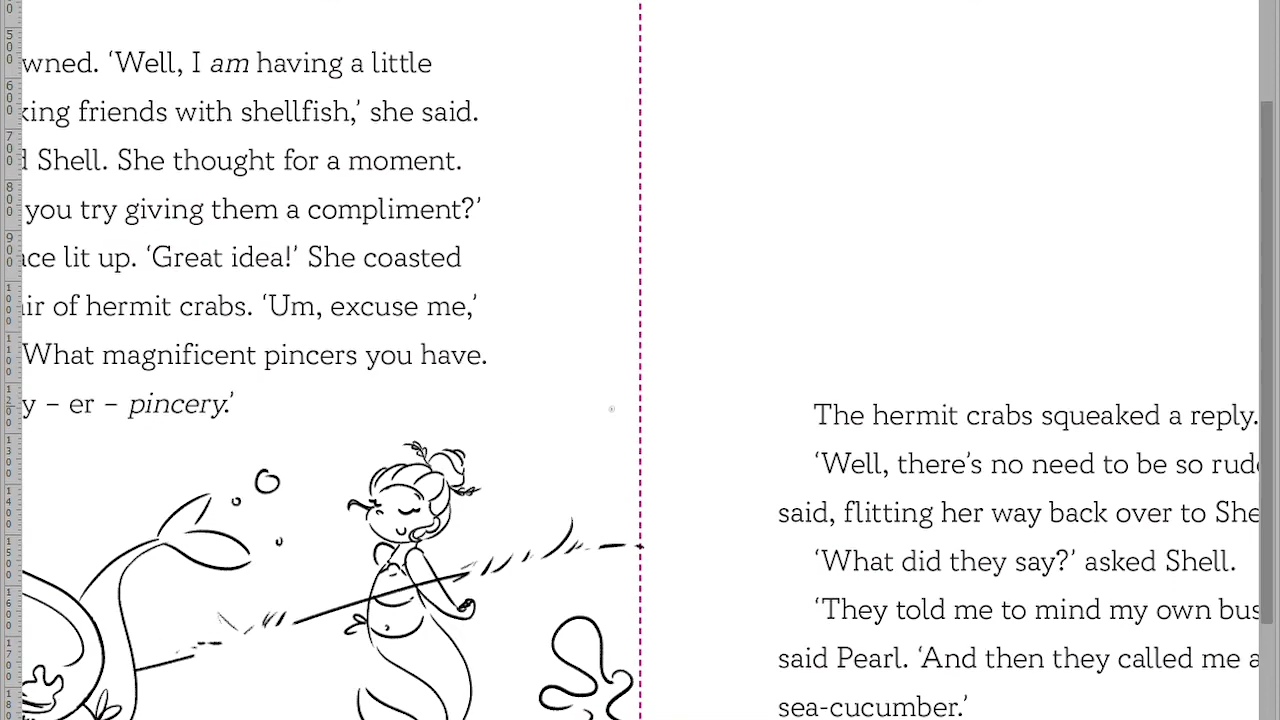 wned. ‘Well, I am having a little
king friends with shellfish,’ she said.
Shell. She thought for a moment.
you try giving them a compliment?’
ace lit up. ‘Great idea!’ She coasted
air of hermit crabs. ‘Um, excuse me,’
What magnificent pincers you have.
y – er – pincery.’
The hermit crabs squeaked a reply.
‘Well, there’s no need to be so rude
said, flitting her way back over to She
‘What did they say?’ asked Shell.
‘They told me to mind my own bus
said Pearl. ‘And then they called me a
sea-cucumber.’